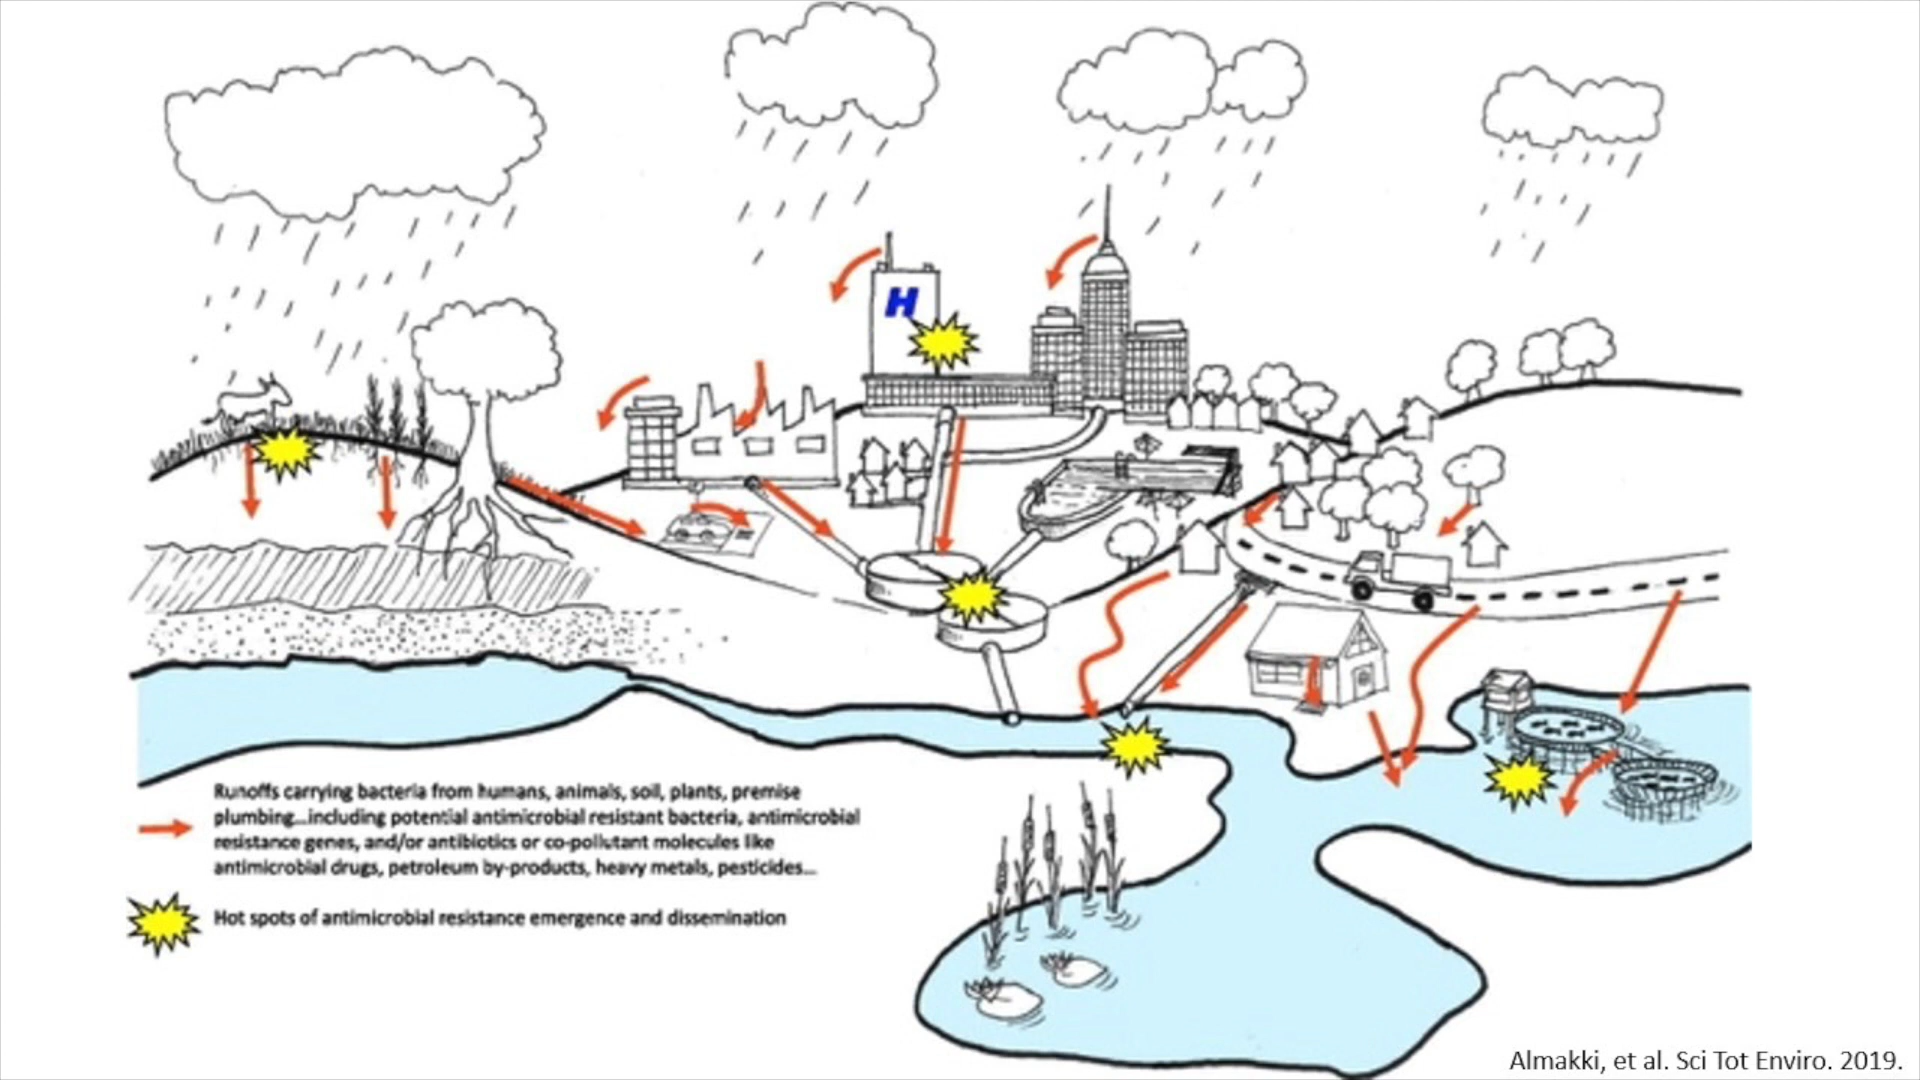 H
Runoffs carrying bacteria from humans, animals, soil, plants, premise
plumbing...including potential antimicrobial resistant bacteria, antimicrobial
resistance genes, and/or antibiotics or co-pollutant molecules like
antimicrobial drugs, petroleum by-products, heavy metals, pesticides...
Hot spots of antimicrobial resistance emergence and dissemination
Almakki, et al. Sci Tot Enviro. 2019.